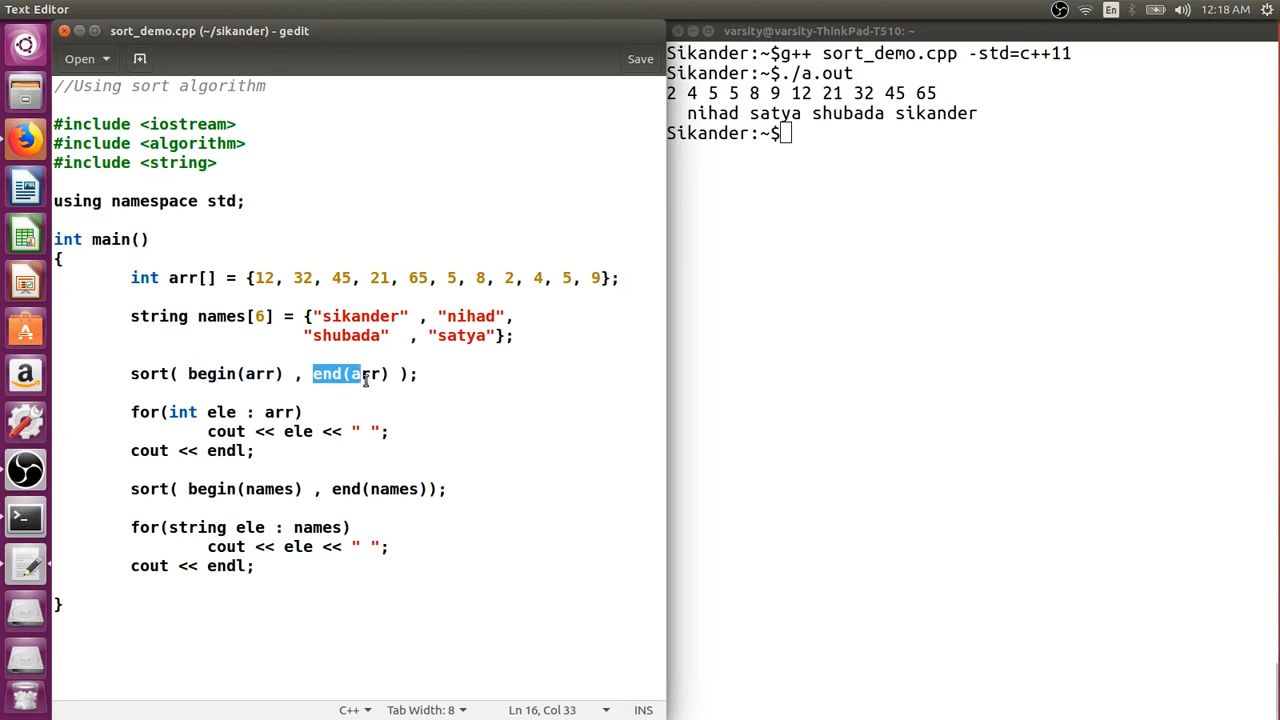 Text Editor
En
12:18 AM
sort_demo.cpp (~/sikander) - gedit
Open
Save
//Using sort algorithm
#include <iostream>
#include <algorithm>
#include <string>
using namespace std;
int main()
{
int arr[] = {12, 32, 45, 21, 65, 5, 8, 2, 4, 5, 9};
string names[6] = {"sikander" , "nihad",
"shubada"  , "satya"};
sort( begin(arr) , end(arr) );
for(int ele : arr)
cout << ele << " ";
cout << endl;
sort( begin(names) , end(names));
for(string ele : names)
cout << ele << " ";
cout << endl;
}
C++
Tab Width: 8
Ln 16, Col 33
INS
varsity@varsity-ThinkPad-T510: ~
Sikander:~$g++ sort_demo.cpp -std=c++11
Sikander:~$./a.out
2 4 5 5 8 9 12 21 32 45 65
nihad satya shubada sikander
Sikander:~$